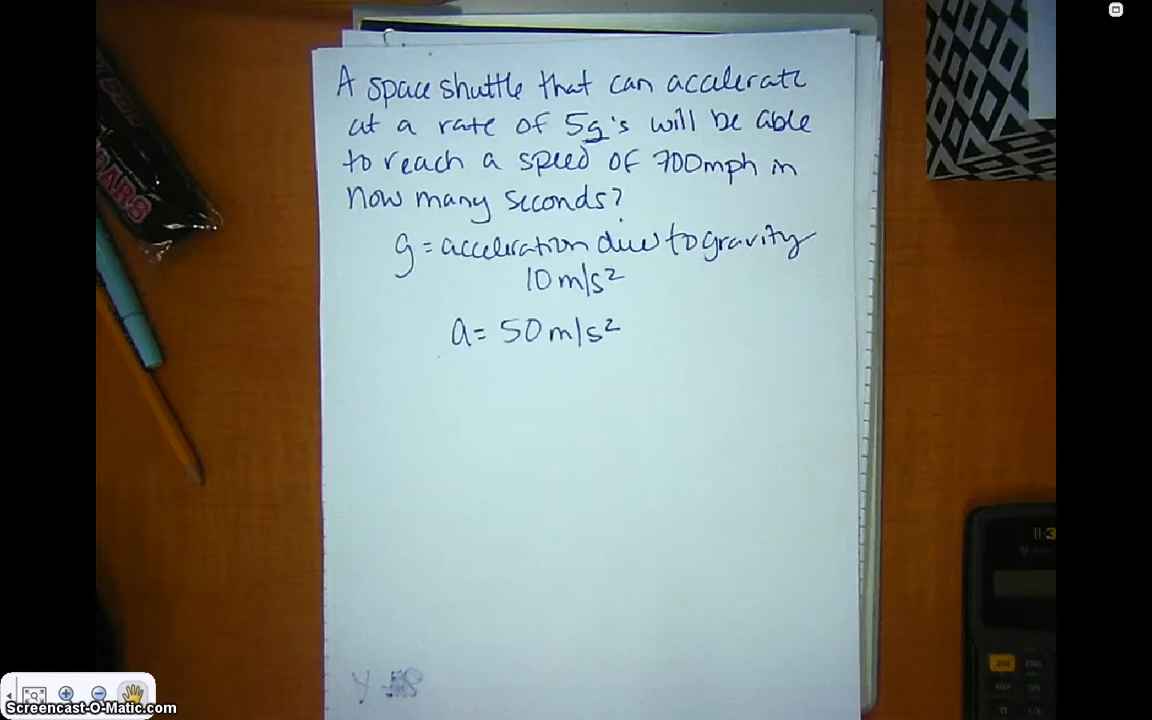 A space shuttle that can accelerate
at a rate of 5g's will be able
to reach a speed of 700mph in
how many seconds?
g = acceleration due to gravity
10 m/s²
a = 50 m/s²
Screencast-O-Matic.com